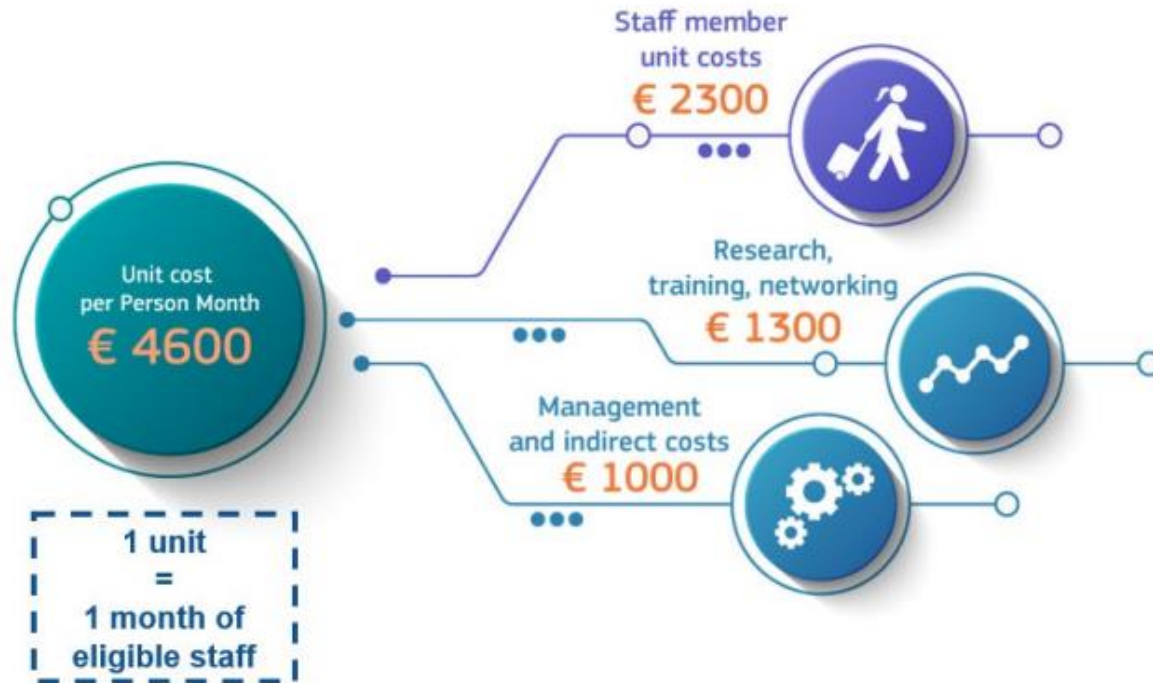 Staff member
unit costs
€ 2300
Unit cost
per Person Month
€ 4600
Research,
training, networking
€ 1300
Management
and indirect costs
€ 1000
1 unit
=
1 month of
eligible staff